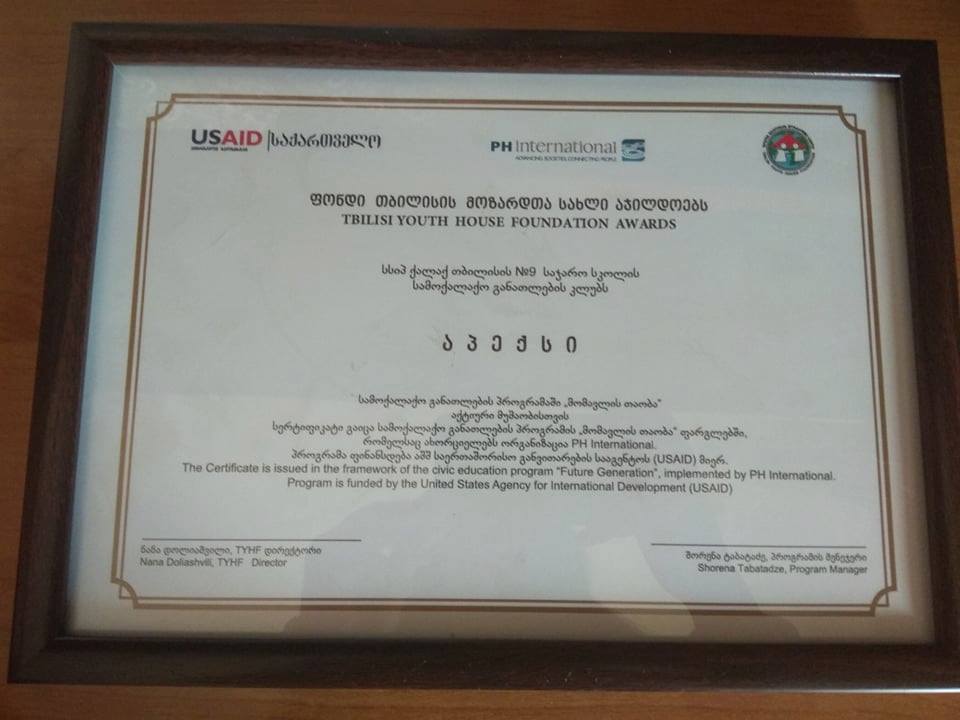 USAID | საქართველო
PH International
ADVANCING SOCIETIES, CONNECTING PEOPLE
ფონდი თბილისის მოზარდთა სახლი აჯილდოებს
TBILISI YOUTH HOUSE FOUNDATION AWARDS
სსიპ ქალაქ თბილისის №9 საჯარო სკოლის
სამოქალაქო განათლების კლუბს
ა პ ე ქ ს ი
სამოქალაქო განათლების პროგრამაში „მომავლის თაობა“
აქტიური მუშაობისთვის
სერტიფიკატი გაიცა სამოქალაქო განათლების პროგრამის „მომავლის თაობა“ ფარგლებში,
რომელსაც ახორციელებს ორგანიზაცია PH International.
პროგრამა ფინანსდება აშშ საერთაშორისო განვითარების სააგენტოს (USAID) მიერ.
The Certificate is issued in the framework of the civic education program “Future Generation”, implemented by PH International.
Program is funded by the United States Agency for International Development (USAID)
ნანა დოლიაშვილი, TYHF დირექტორი
Nana Doliashvili, TYHF Director
შორენა ტაბატაძე, პროგრამის მენეჯერი
Shorena Tabatadze, Program Manager